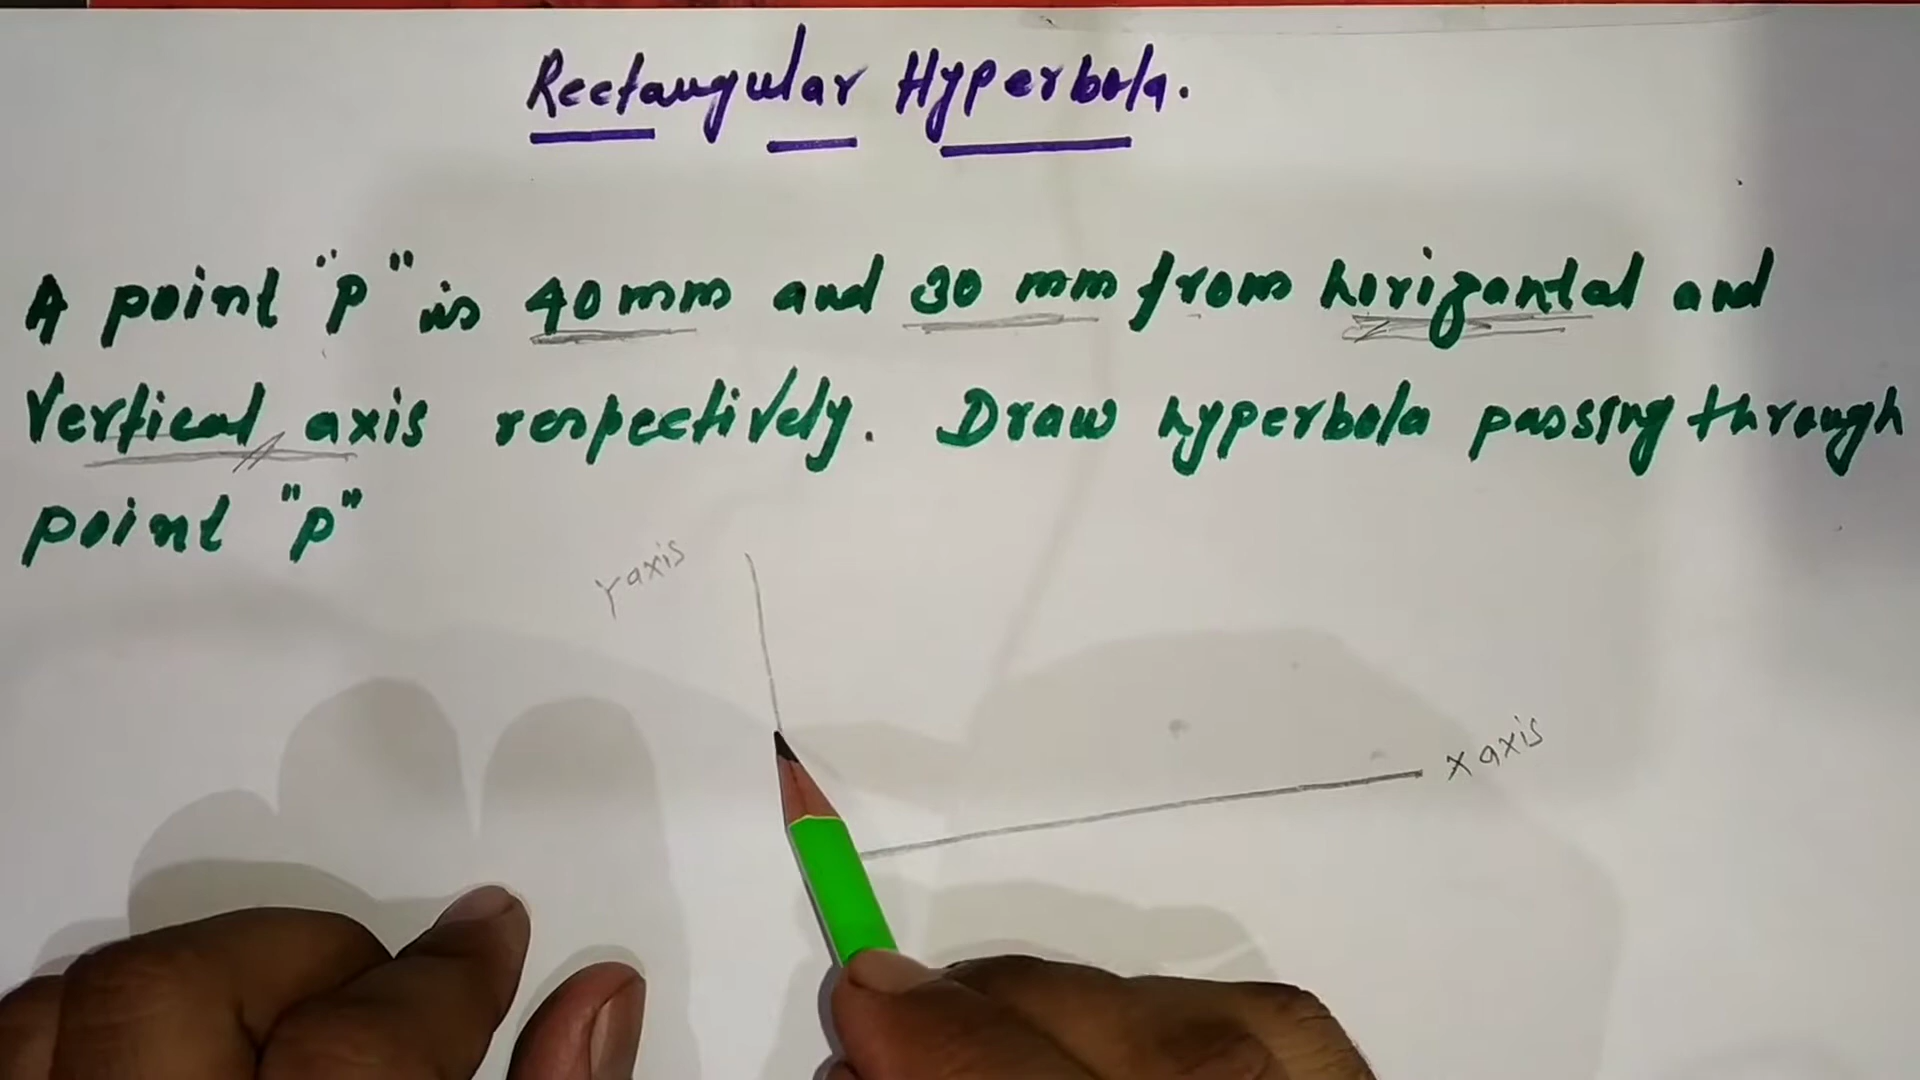 Rectangular Hyperbola.
A point "P" is 40 mm and 30 mm from horizantal and
Vertical axis respectively. Draw hyperbola passing through
point "P"
Y axis
X axis